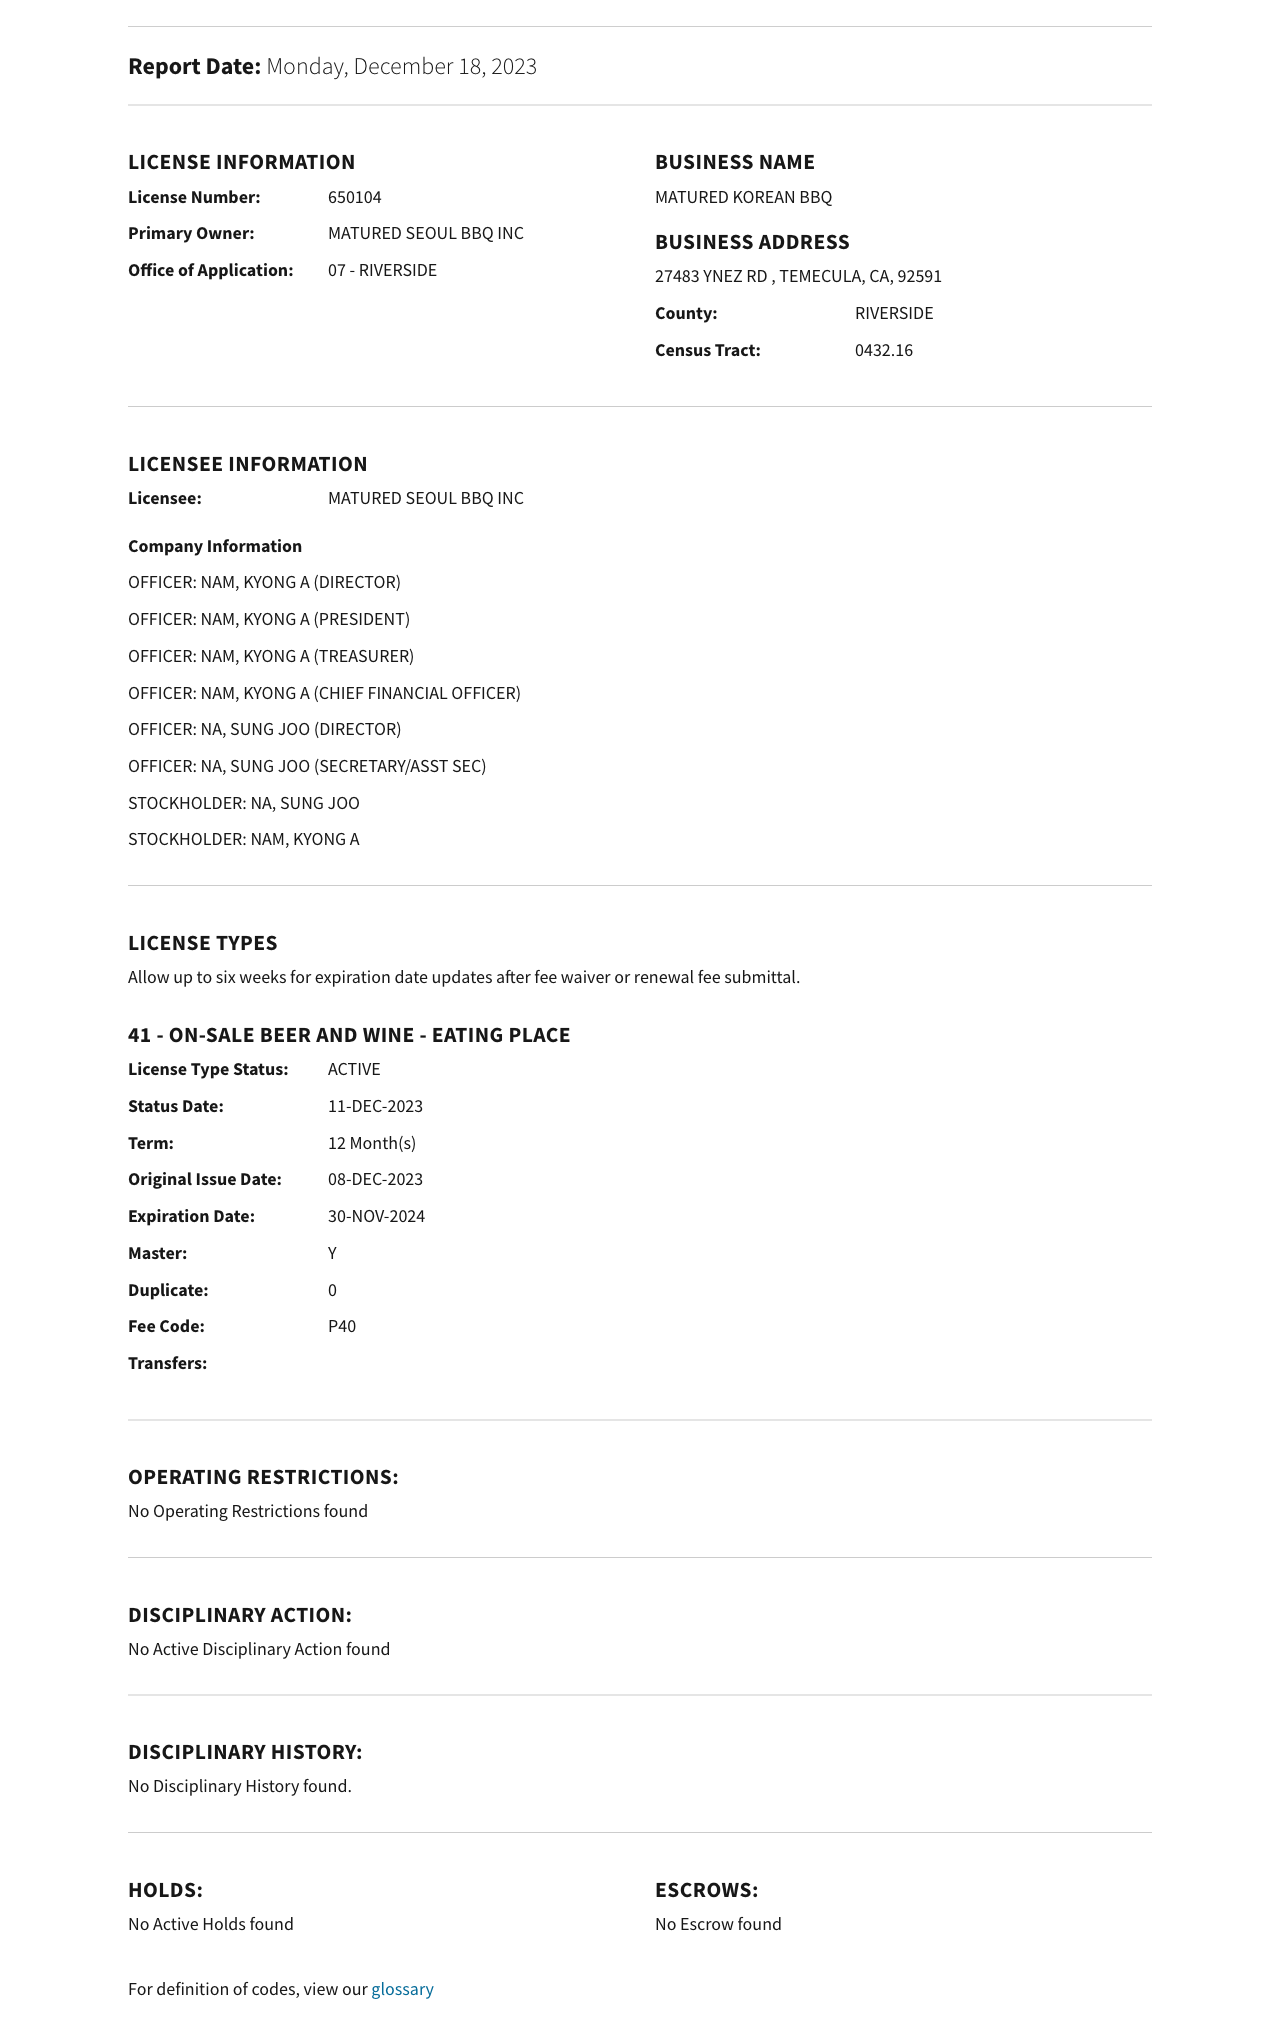 Report Date: Monday, December 18, 2023
LICENSE INFORMATION
License Number: 650104
Primary Owner: MATURED SEOUL BBQ INC
Office of Application: 07 - RIVERSIDE
BUSINESS NAME
MATURED KOREAN BBQ
BUSINESS ADDRESS
27483 YNEZ RD , TEMECULA, CA, 92591
County: RIVERSIDE
Census Tract: 0432.16
LICENSEE INFORMATION
Licensee: MATURED SEOUL BBQ INC
Company Information
OFFICER: NAM, KYONG A (DIRECTOR)
OFFICER: NAM, KYONG A (PRESIDENT)
OFFICER: NAM, KYONG A (TREASURER)
OFFICER: NAM, KYONG A (CHIEF FINANCIAL OFFICER)
OFFICER: NA, SUNG JOO (DIRECTOR)
OFFICER: NA, SUNG JOO (SECRETARY/ASST SEC)
STOCKHOLDER: NA, SUNG JOO
STOCKHOLDER: NAM, KYONG A
LICENSE TYPES
Allow up to six weeks for expiration date updates after fee waiver or renewal fee submittal.
41 - ON-SALE BEER AND WINE - EATING PLACE
License Type Status: ACTIVE
Status Date: 11-DEC-2023
Term: 12 Month(s)
Original Issue Date: 08-DEC-2023
Expiration Date: 30-NOV-2024
Master: Y
Duplicate: 0
Fee Code: P40
Transfers:
OPERATING RESTRICTIONS:
No Operating Restrictions found
DISCIPLINARY ACTION:
No Active Disciplinary Action found
DISCIPLINARY HISTORY:
No Disciplinary History found.
HOLDS:
No Active Holds found
ESCROWS:
No Escrow found
For definition of codes, view our glossary